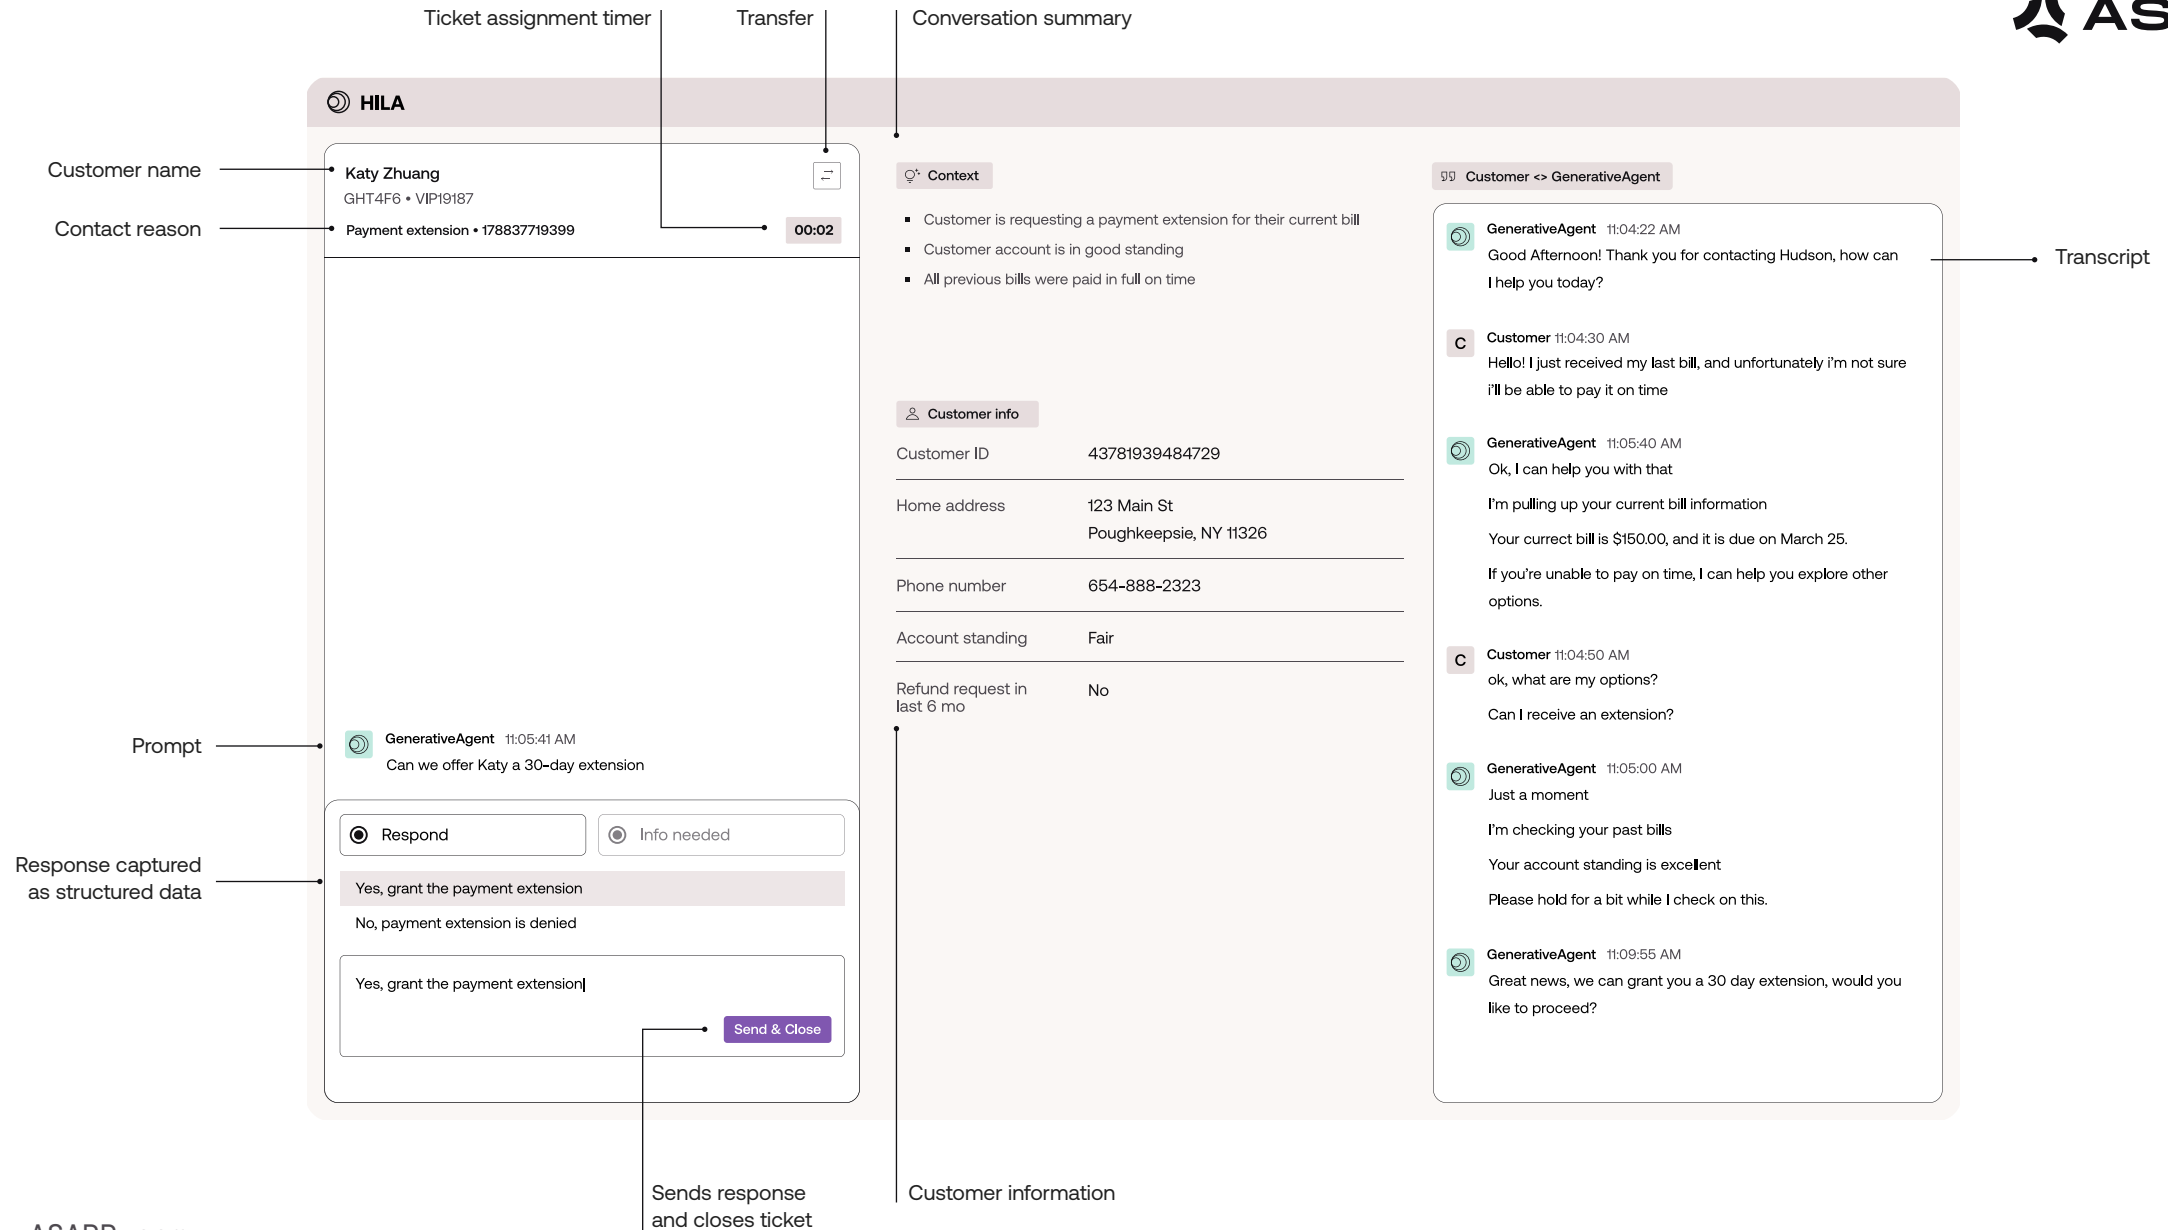 Ticket assignment timer
Transfer
Conversation summary
HILA
Customer name
Katy Zhuang
GHT4F6 • VIP19187
Contact reason
Payment extension • 178837719399
00:02
Context
Customer is requesting a payment extension for their current bill
Customer account is in good standing
All previous bills were paid in full on time
Customer info
Customer ID 43781939484729
Home address 123 Main St
Poughkeepsie, NY 11326
Phone number 654-888-2323
Account standing Fair
Refund request in
last 6 mo
No
Customer <> GenerativeAgent
Transcript
GenerativeAgent 11:04:22 AM
Good Afternoon! Thank you for contacting Hudson, how can
I help you today?
C
Customer 11:04:30 AM
Hello! I just received my last bill, and unfortunately i'm not sure
i'll be able to pay it on time
GenerativeAgent 11:05:40 AM
Ok, I can help you with that
I'm pulling up your current bill information
Your currect bill is $150.00, and it is due on March 25.
If you're unable to pay on time, I can help you explore other
options.
C
Customer 11:04:50 AM
ok, what are my options?
Can I receive an extension?
GenerativeAgent 11:05:00 AM
Just a moment
I'm checking your past bills
Your account standing is excellent
Please hold for a bit while I check on this.
GenerativeAgent 11:09:55 AM
Great news, we can grant you a 30 day extension, would you
like to proceed?
Prompt
GenerativeAgent 11:05:41 AM
Can we offer Katy a 30-day extension
Respond
Info needed
Response captured
as structured data
Yes, grant the payment extension
No, payment extension is denied
Yes, grant the payment extension
Send & Close
Sends response
and closes ticket
Customer information